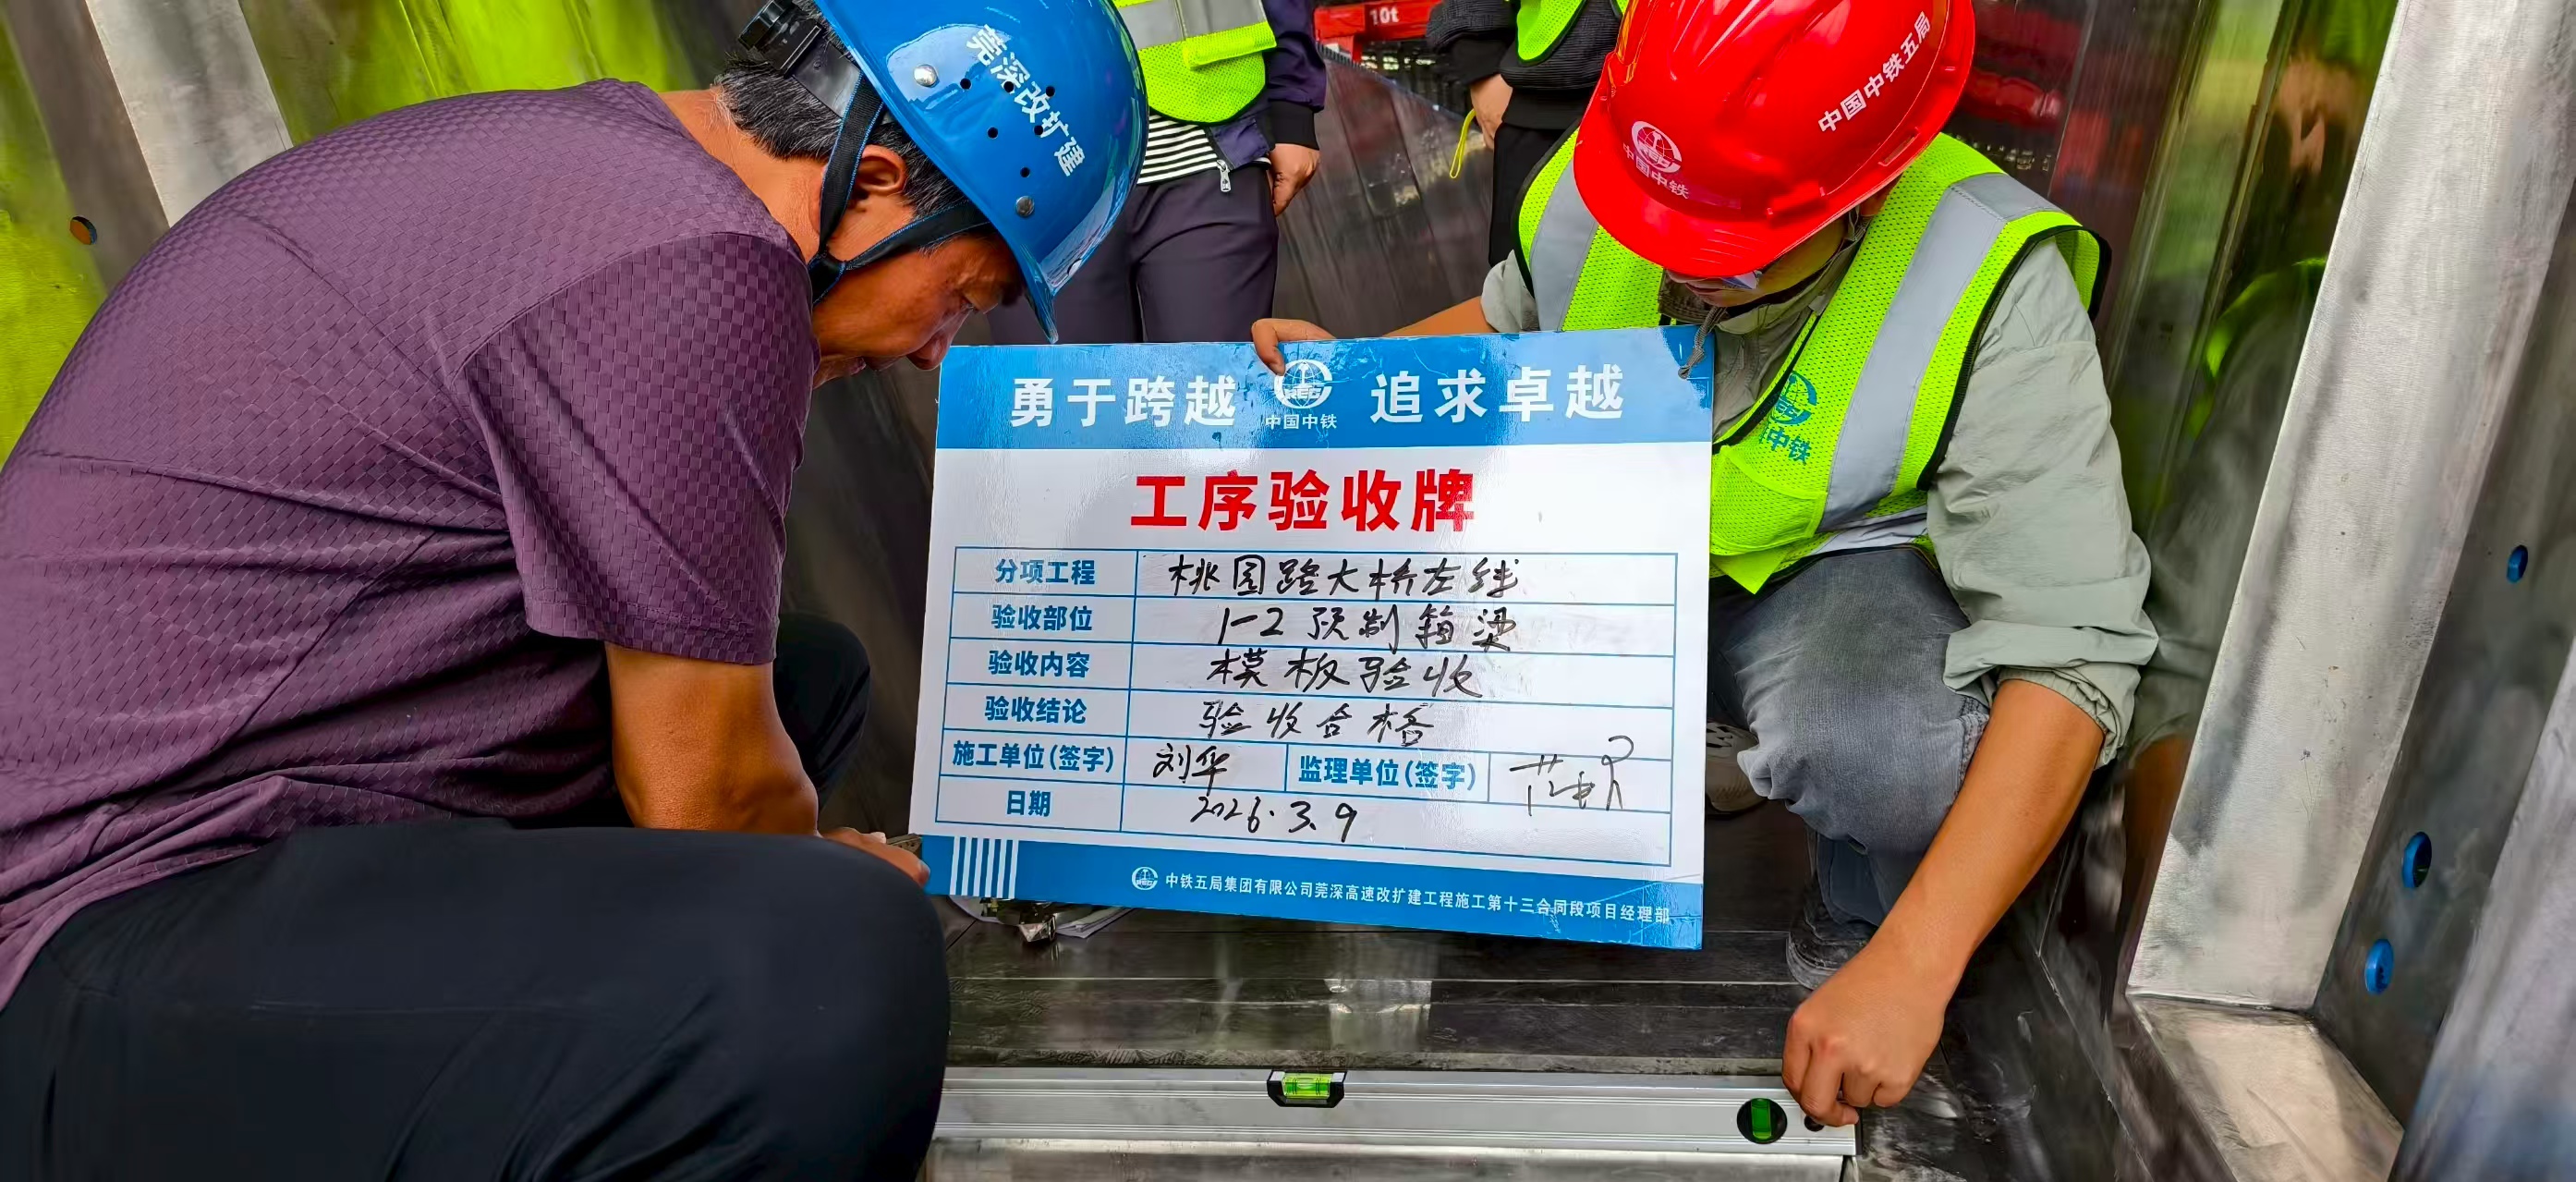 10t
莞深改扩建
中国中铁五局
中国中铁
勇于跨越 中国中铁 追求卓越
中铁
工序验收牌
分项工程 桃园路大桥左线
验收部位 1-2预制箱梁
验收内容 模板验收
验收结论 验收合格
施工单位(签字) 刘华 监理单位(签字)
日期 2026.3.9
中铁五局集团有限公司莞深高速改扩建工程施工第十三合同段项目经理部